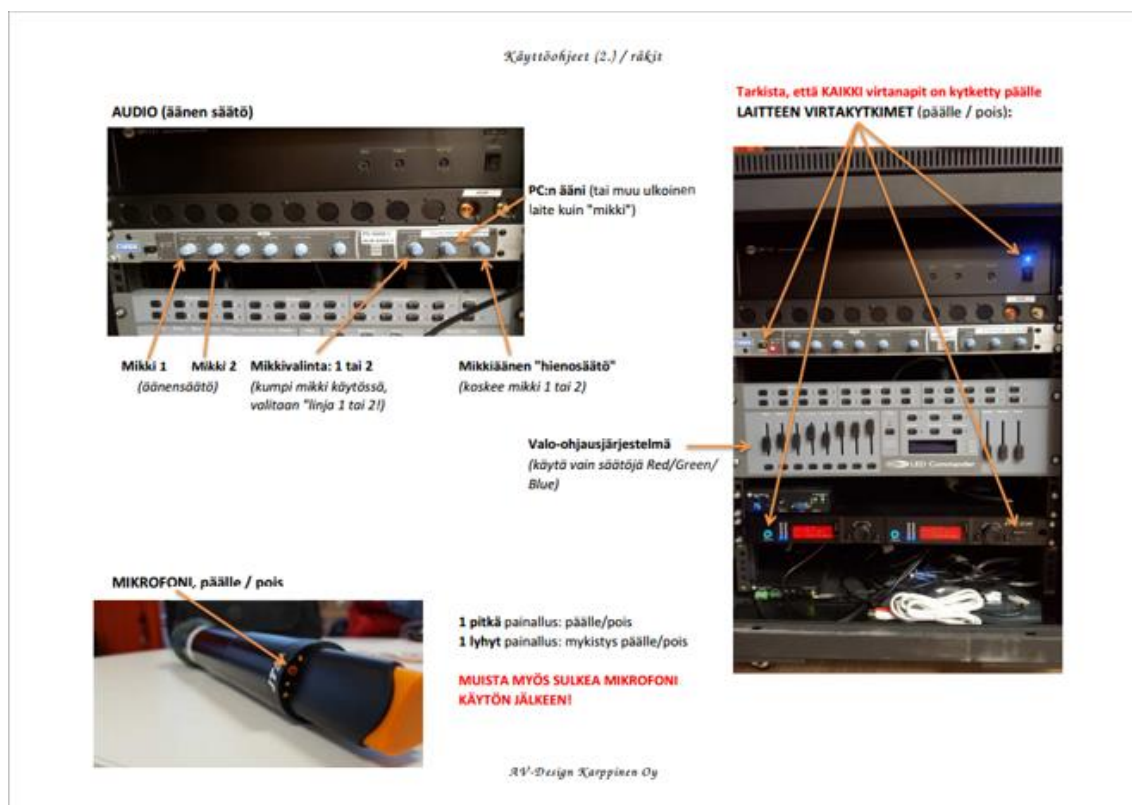 Käyttöohjeet (2.) / räkit
Tarkista, että KAIKKI virtanapit on kytketty päälle
LAITTEEN VIRTAKYTKIMET (päälle / pois):
AUDIO (äänen säätö)
PC:n ääni (tai muu ulkoinen
laite kuin "mikki")
Mikki 1
Mikki 2
(äänensäätö)
Mikkivalinta: 1 tai 2
(kumpi mikki käytössä,
valitaan "linja 1 tai 2!)
Mikkiäänen "hienosäätö"
(koskee mikki 1 tai 2)
Valo-ohjausjärjestelmä
(käytä vain säätöjä Red/Green/
Blue)
LED Commander
MIKROFONI, päälle / pois
1 pitkä painallus: päälle/pois
1 lyhyt painallus: mykistys päälle/pois
MUISTA MYÖS SULKEA MIKROFONI
KÄYTÖN JÄLKEEN!
AV-Design Karppinen Oy